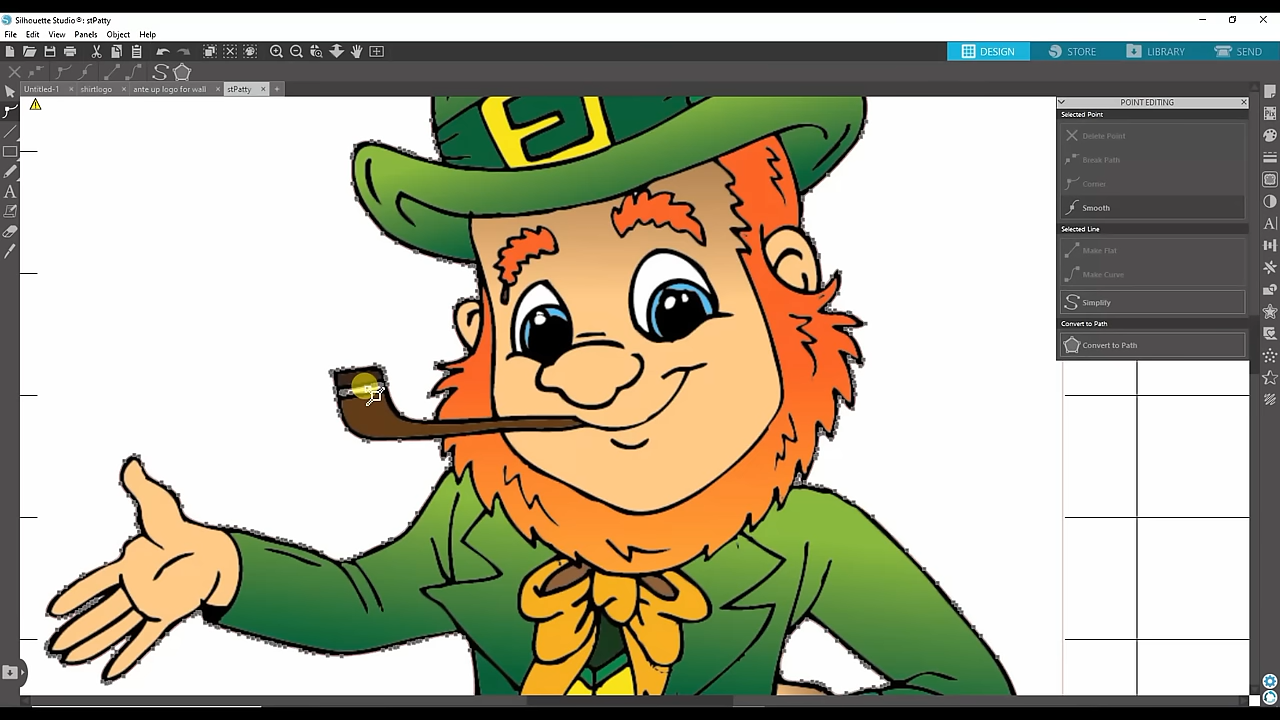 Silhouette Studio®: stPatty
File Edit View Panels Object Help
DESIGN STORE LIBRARY SEND
Untitled-1 shirtlogo ante up logo for wall stPatty
POINT EDITING
Selected Point
Delete Point
Break Path
Corner
Smooth
Selected Line
Make Flat
Make Curve
Simplify
Convert to Path
Convert to Path